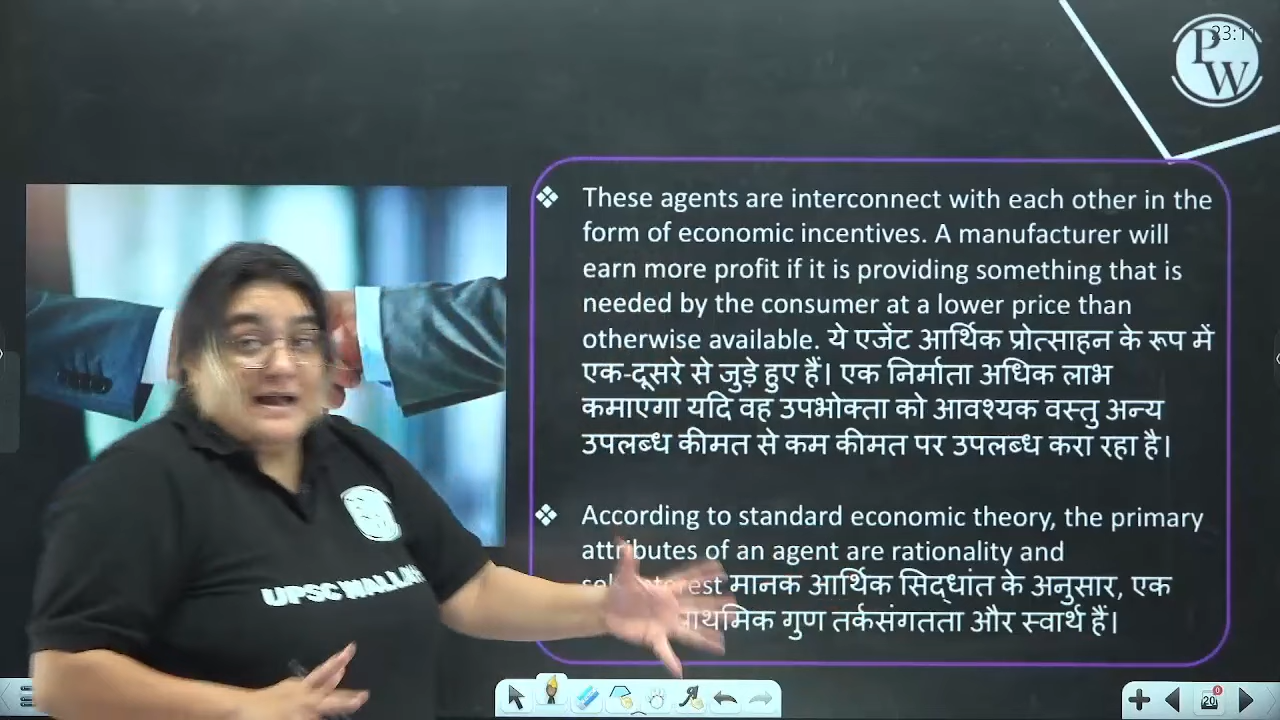 23:1
P
W
These agents are interconnect with each other in the
form of economic incentives. A manufacturer will
earn more profit if it is providing something that is
needed by the consumer at a lower price than
otherwise available. ये एजेंट आर्थिक प्रोत्साहन के रूप में
एक-दूसरे से जुड़े हुए हैं। एक निर्माता अधिक लाभ
कमाएगा यदि वह उपभोक्ता को आवश्यक वस्तु अन्य
उपलब्ध कीमत से कम कीमत पर उपलब्ध करा रहा है।
According to standard economic theory, the primary
attributes of an agent are rationality and
मानक आर्थिक सिद्धांत के अनुसार, एक
गुण तर्कसंगतता और स्वार्थ हैं।
UPSC WALLAH
20